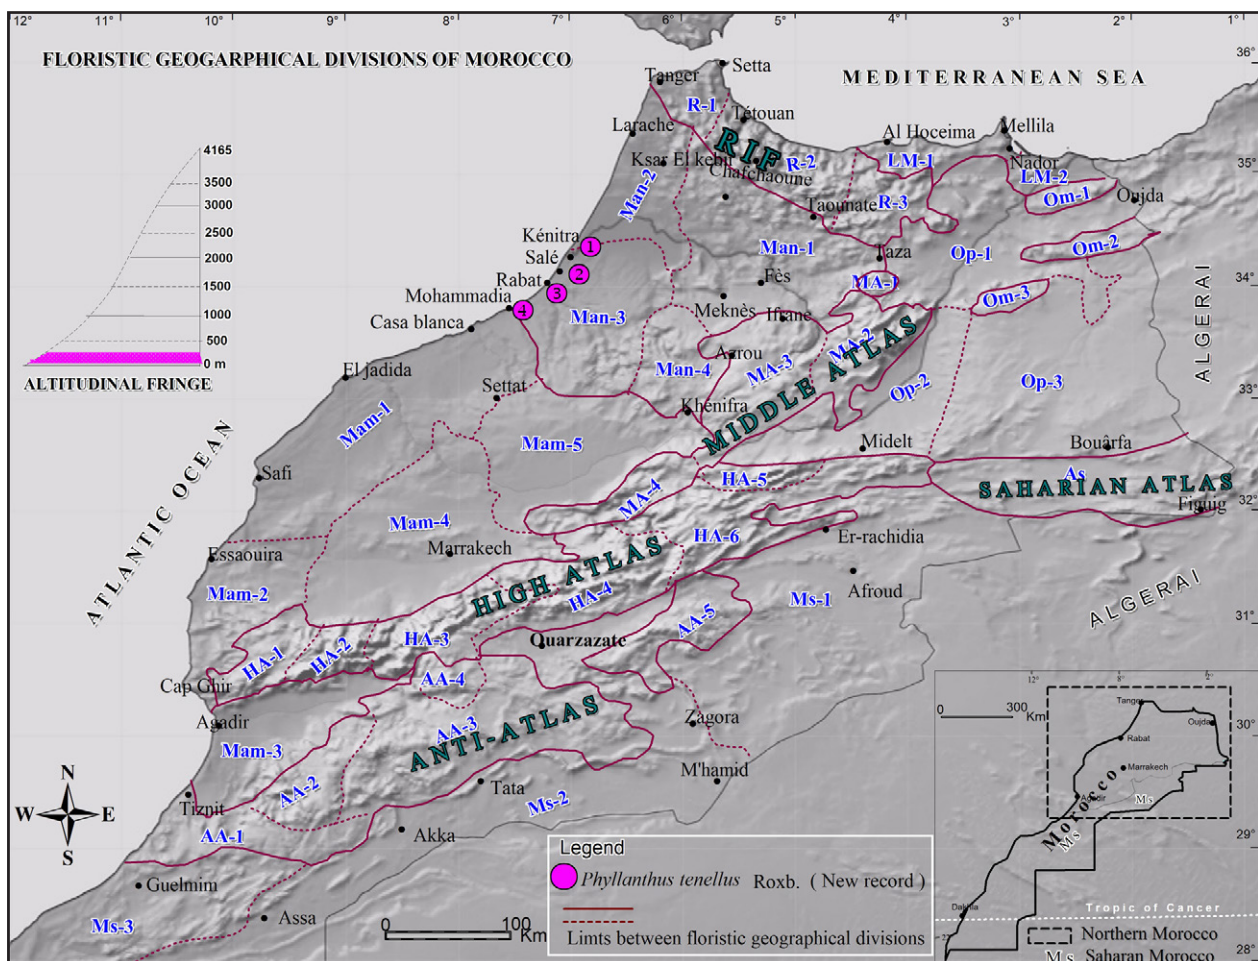 12° 11° 10° 9° 8° 7° 6° 5° 4° 3° 2° 1°
FLORISTIC GEOGARPHICAL DIVISIONS OF MOROCCO
MEDITERRANEAN SEA
36°
Setta
Tanger
R-1
Tétouan
Larache
RIF
Al Hoceima
Mellila
Nador
Ksar El kebir
R-2
LM-1
35°
Chafchaoune
LM-2
Man-2
Om-1
Oujda
Taounate
R-3
4165
3500
3000
2500
2000
1500
1000
500
0 m
ALTITUDINAL FRINGE
Kénitra
1
Salé
2
Rabat
3
Mohammadia
4
Casa blanca
Man-1
Taza
Op-1
Om-2
Fès
MA-1
34°
Om-3
Man-3
Meknès
Ifrane
ALGERAI
El jadida
Azrou
MA-2
Man-4
MA-3
MIDDLE ATLAS
Op-2
Op-3
33°
Settat
Khenifra
Mam-1
Mam-5
Midelt
Bouârfa
ATLANTIC OCEAN
Safi
MA-4
HA-5
As
SAHARIAN ATLAS
32°
Figuig
Mam-4
Marrakech
HA-6
Er-rachidia
Essaouira
HIGH ATLAS
Afroud
ALGERAI
Mam-2
HA-4
Ms-1
31°
HA-1
HA-2
HA-3
Ouarzazate
AA-5
Cap Ghir
AA-4
Agadir
AA-3
ANTI-ATLAS
Zagora
30°
Mam-3
M'hamid
AA-2
Tata
Ms-2
Tiznit
N
W E
S
AA-1
Akka
29°
Guelmim
Assa
Ms-3
28°
0 100
Km
Legend
Phyllanthus tenellus Roxb. ( New record )
Limts between floristic geographical divisions
12° 8° 2°
0 300 Km
Tanger
Oujda
Rabat
Marrakech
Agadir
Ms
Morocco
Ms
Dakhla
Tropic of Cancer
Northern Morocco
Ms Saharan Morocco